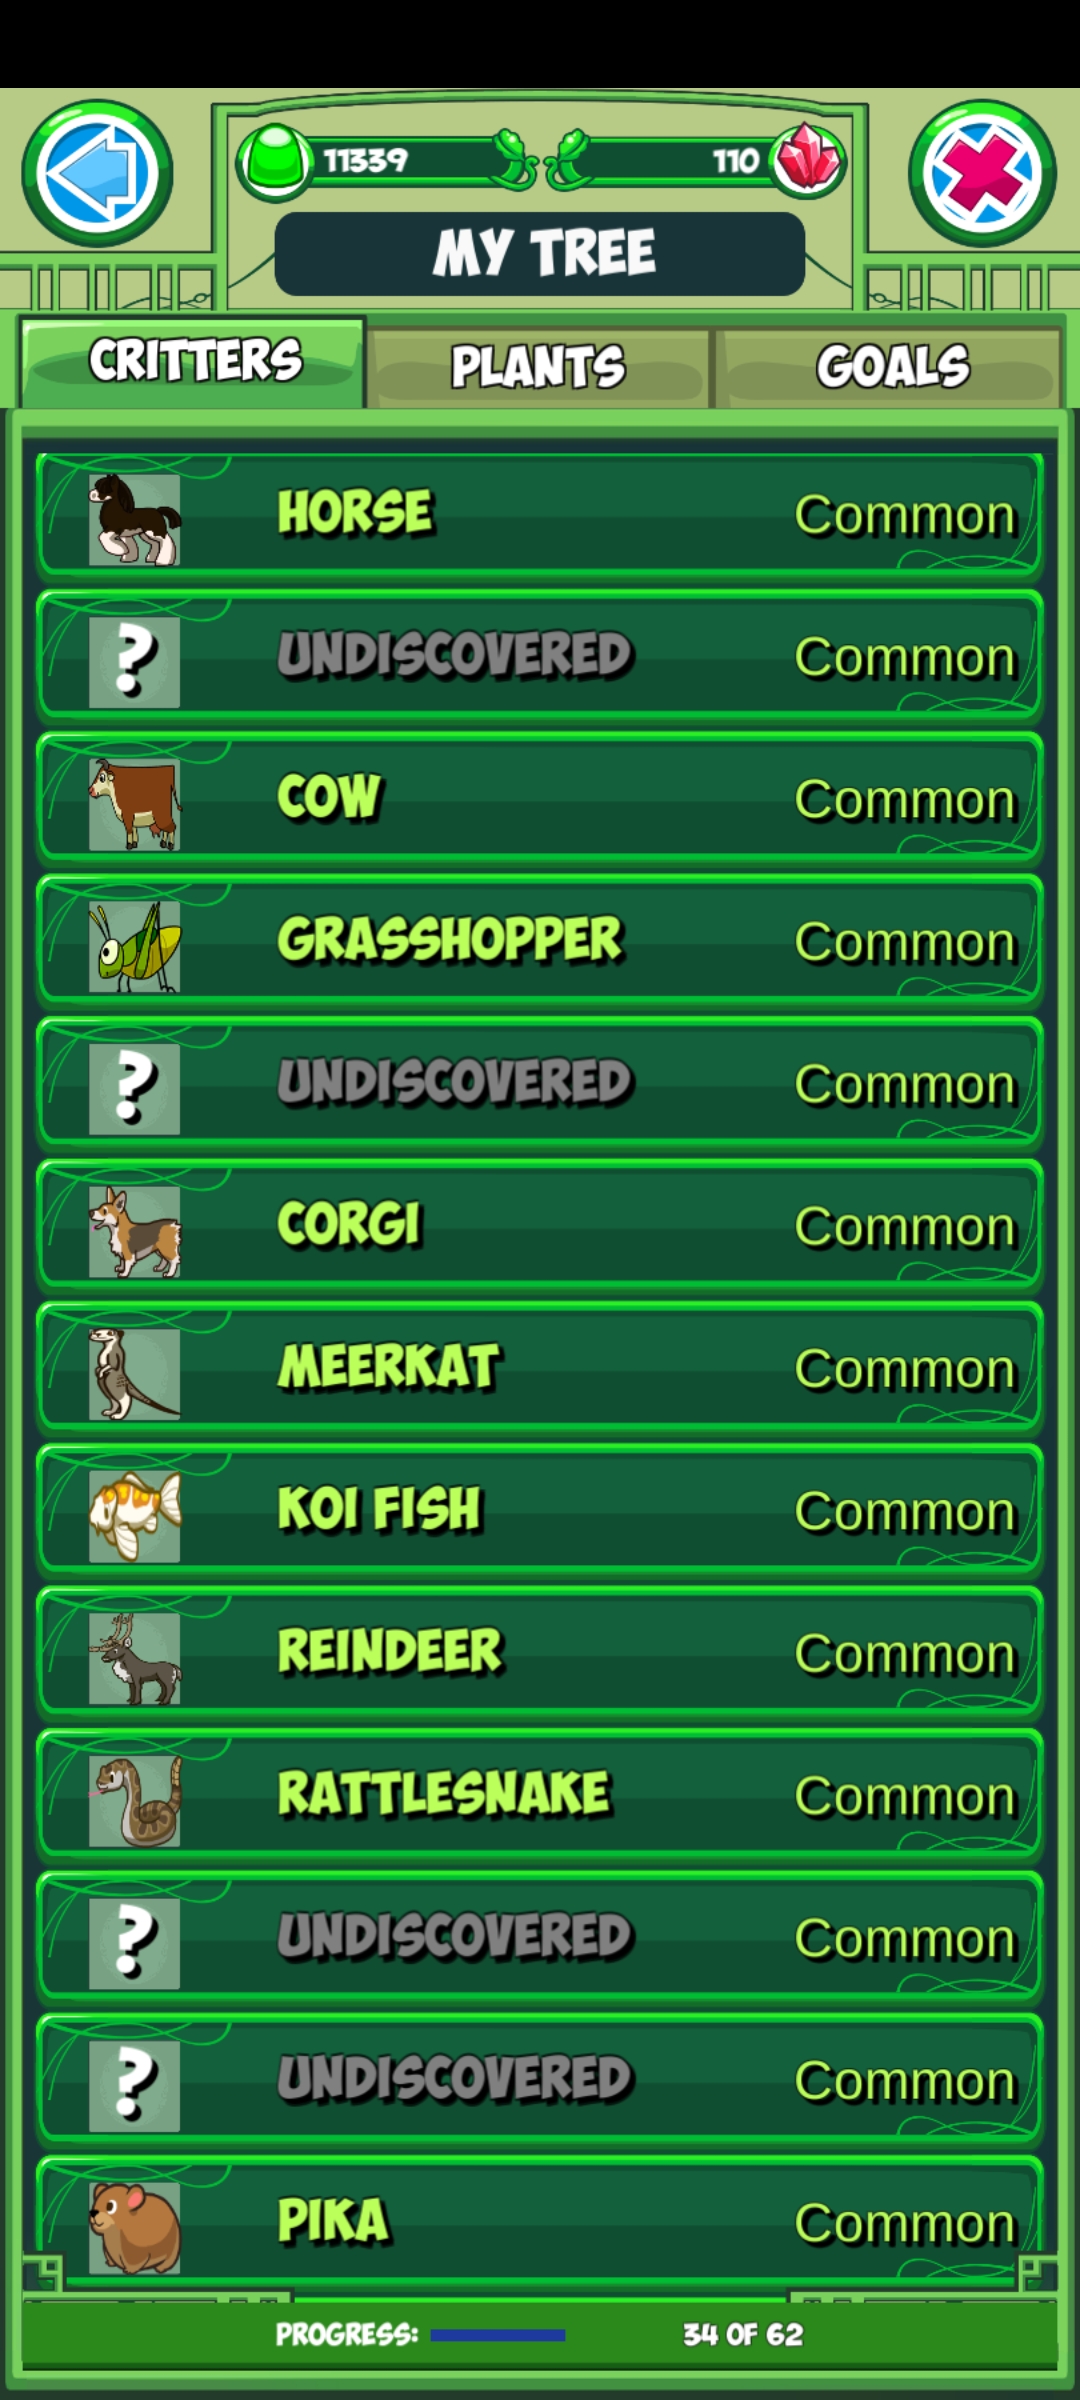 11339
110
MY TREE
CRITTERS
PLANTS
GOALS
HORSE Common
? UNDISCOVERED Common
COW Common
GRASSHOPPER Common
? UNDISCOVERED Common
CORGI Common
MEERKAT Common
KOI FISH Common
REINDEER Common
RATTLESNAKE Common
? UNDISCOVERED Common
? UNDISCOVERED Common
PIKA Common
PROGRESS: 34 OF 62